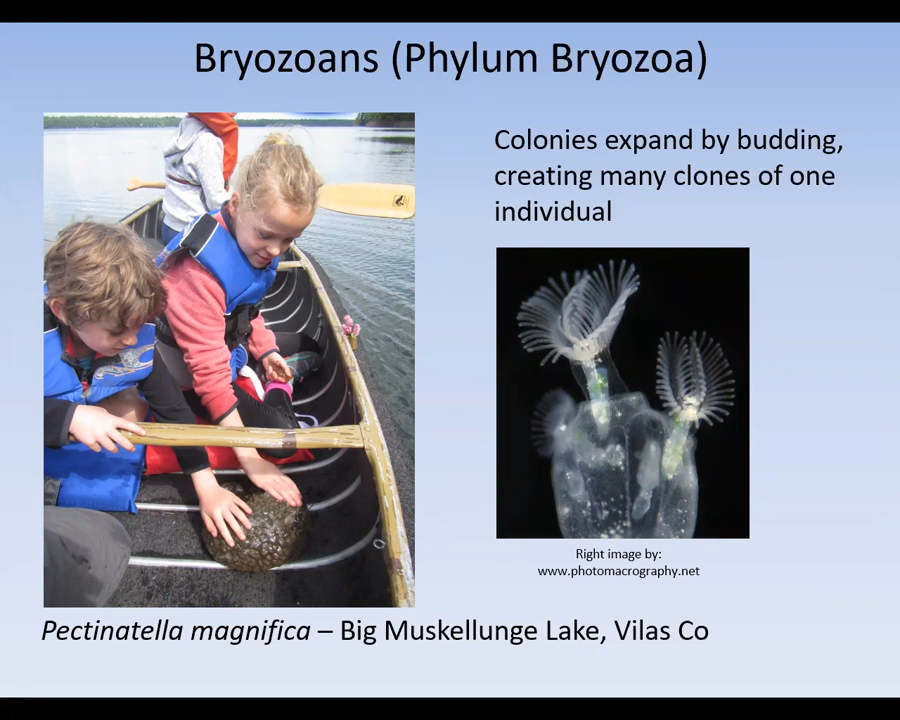 Bryozoans (Phylum Bryozoa)
Colonies expand by budding,
creating many clones of one
individual
Right image by:
www.photomacrography.net
Pectinatella magnifica – Big Muskellunge Lake, Vilas Co